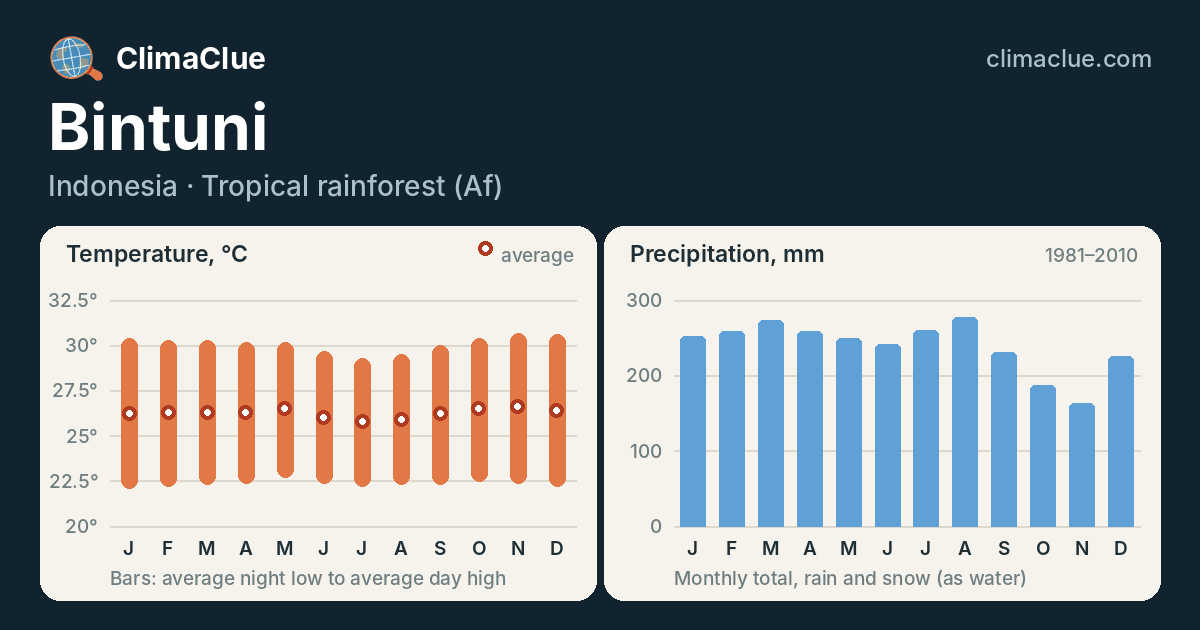 ClimaClue
climaclue.com
Bintuni
Indonesia · Tropical rainforest (Af)
Temperature, °C
average
32.5°
30°
27.5°
25°
22.5°
20°
J F M A M J J A S O N D
Bars: average night low to average day high
Precipitation, mm
1981–2010
300
200
100
0
J F M A M J J A S O N D
Monthly total, rain and snow (as water)